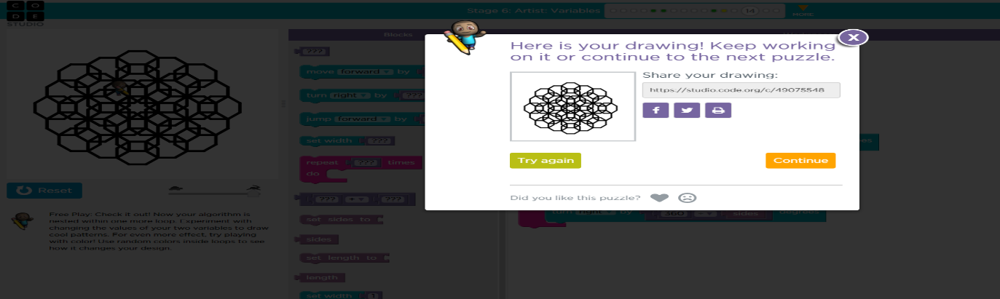 C O
D E
STUDIO
Stage 6: Artist: Variables
14
MORE
Blocks
Here is your drawing! Keep working
on it or continue to the next puzzle.
Share your drawing:
https://studio.code.org/c/49075548
f
Try again
Continue
Did you like this puzzle?
???
move forward by
turn right by ???
jump forward by
set width ???
repeat ??? times
do
??? + ???
set sides to
sides
set length to
length
set width 1
Reset
Free Play: Check it out! Now your algorithm is
nested within one more loop. Experiment with
changing the values of your two variables to draw
cool patterns. For even more effect, try playing
with color! Use random colors inside loops to see
how it changes your design.
turn right by 360 - sides degrees